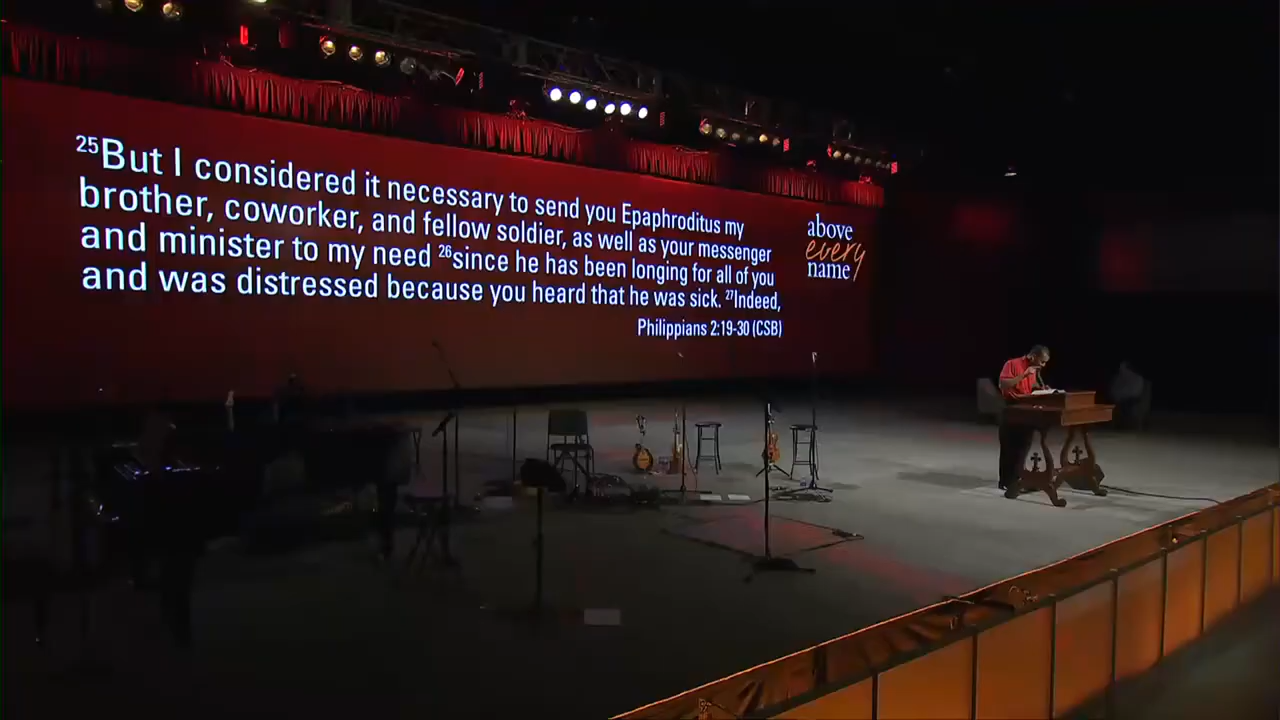 ²⁵But I considered it necessary to send you Epaphroditus my
brother, coworker, and fellow soldier, as well as your messenger
and minister to my need ²⁶since he has been longing for all of you
and was distressed because you heard that he was sick. ²⁷Indeed,
Philippians 2:19-30 (CSB)
above
every
name